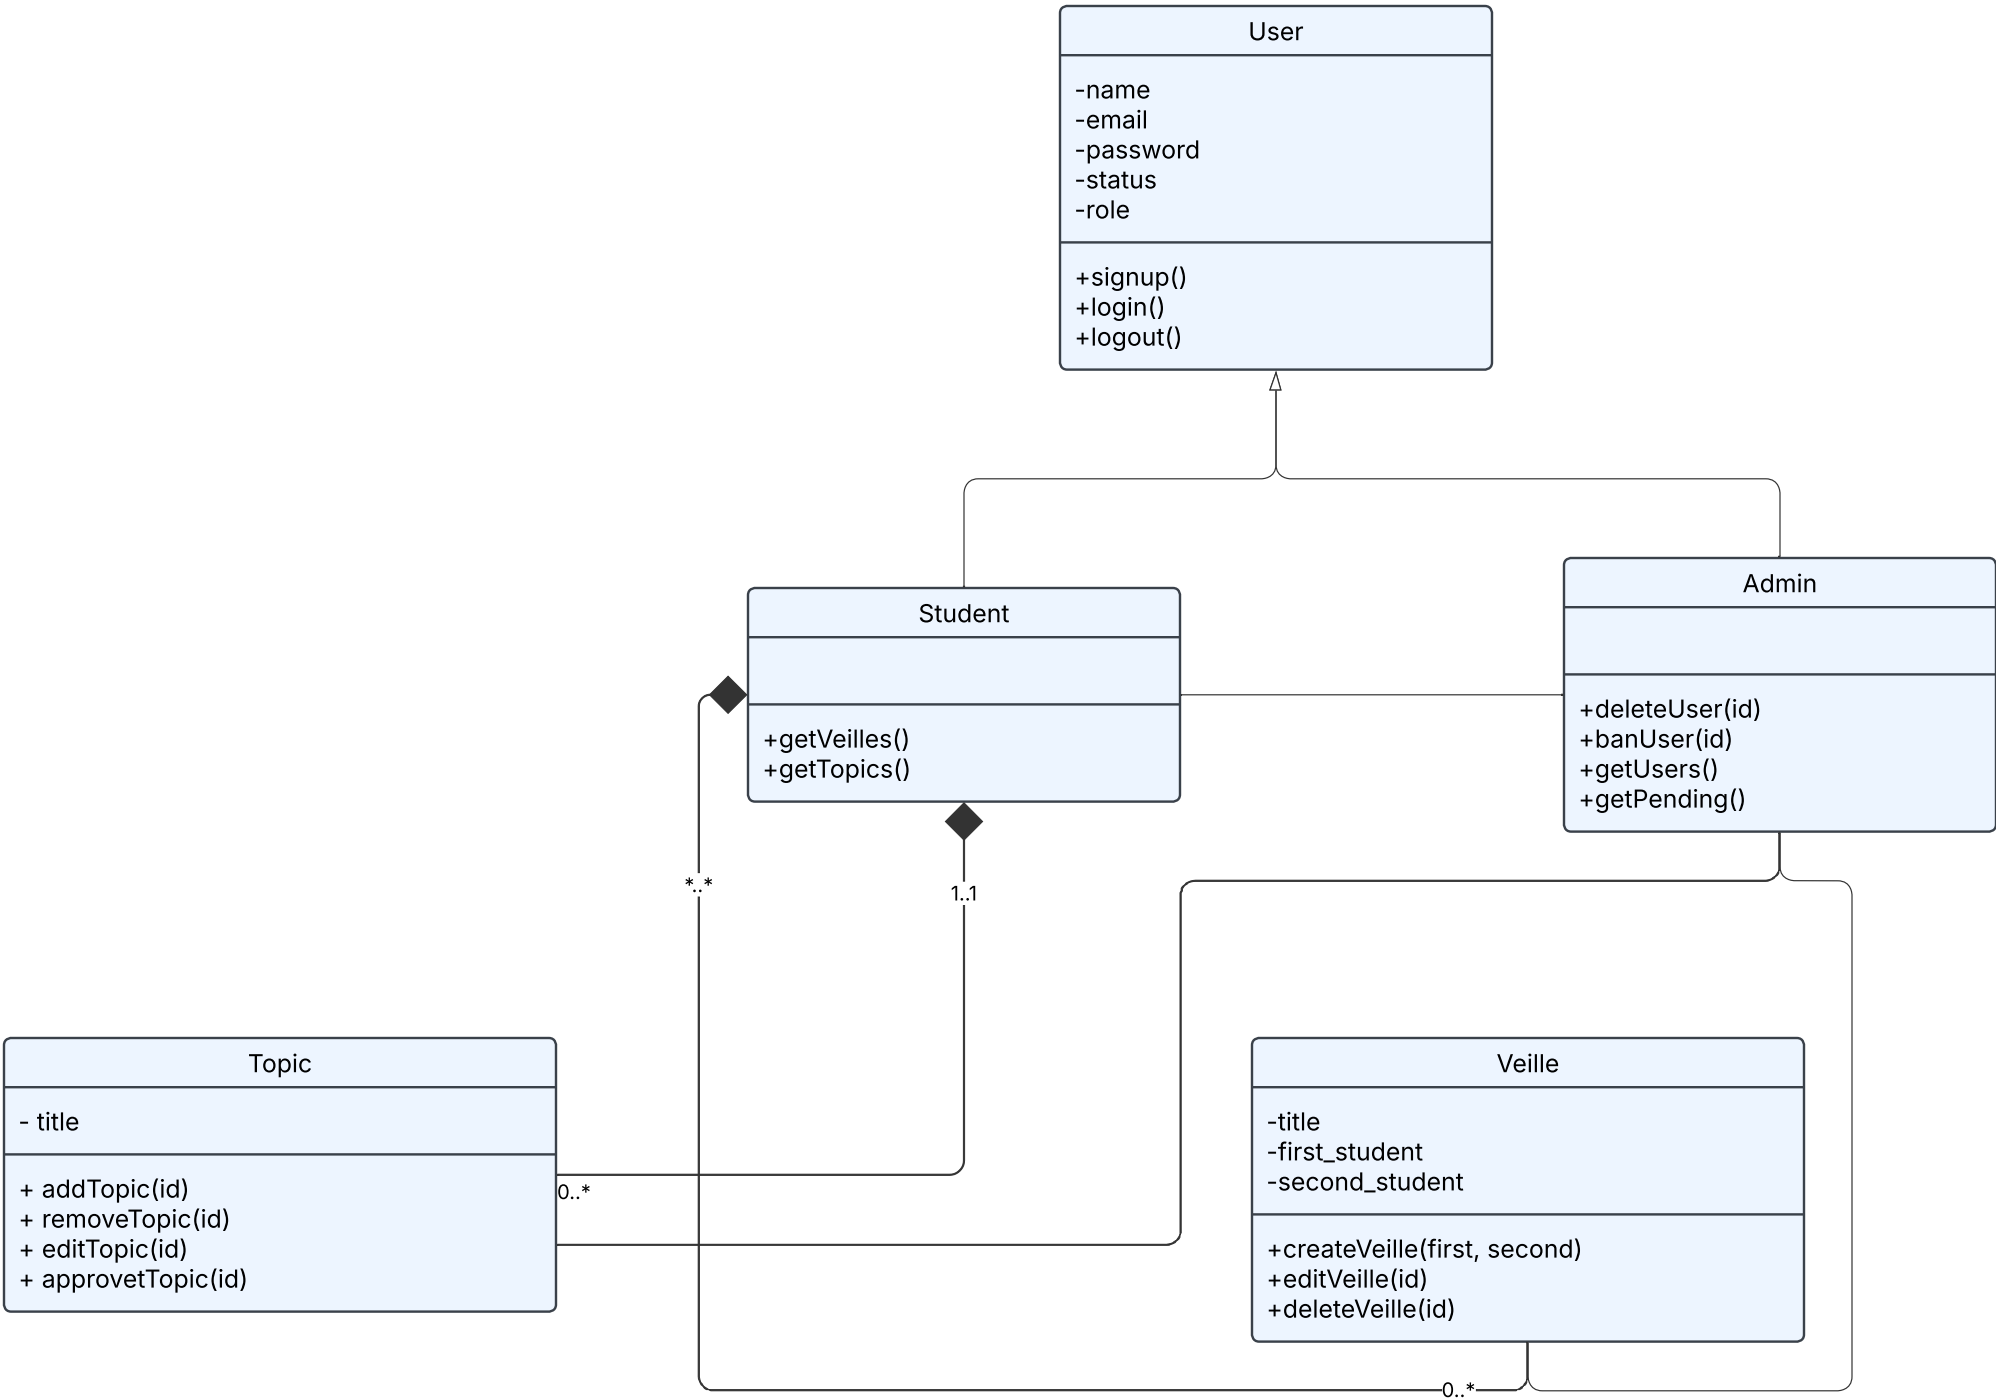 User
-name
-email
-password
-status
-role
+signup()
+login()
+logout()
Student
+getVeilles()
+getTopics()
Admin
+deleteUser(id)
+banUser(id)
+getUsers()
+getPending()
*..*
1..1
Topic
- title
+ addTopic(id)
+ removeTopic(id)
+ editTopic(id)
+ approvetTopic(id)
0..*
Veille
-title
-first_student
-second_student
+createVeille(first, second)
+editVeille(id)
+deleteVeille(id)
0..*